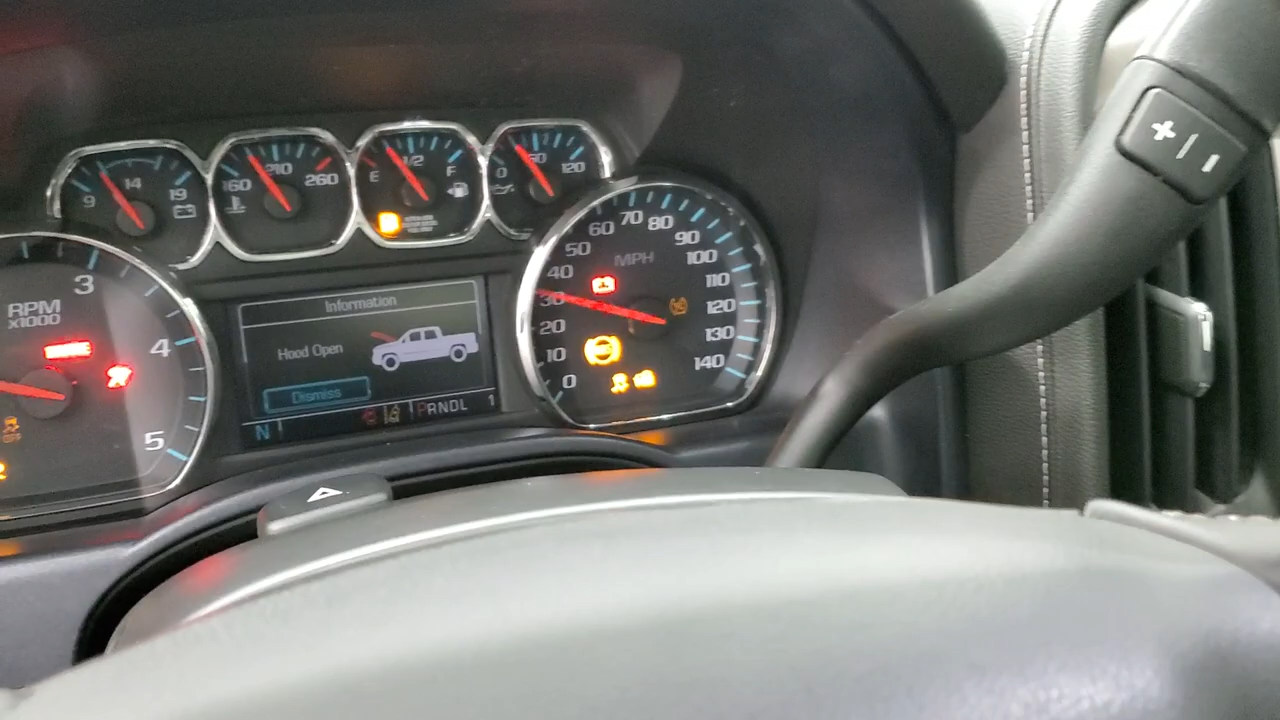 9 14 19
160 210 260
E 1/2 F
0 60 120
RPM
x1000
3
4
5
OFF
Information
Hood Open
Dismiss
N
PRNDL 1
MPH
0 10 20 30 40 50 60 70 80 90 100 110 120 130 140